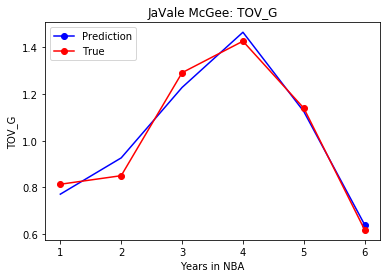 JaVale McGee: TOV_G
Prediction
True
TOV_G
1.4
1.2
1.0
0.8
0.6
1 2 3 4 5 6
Years in NBA